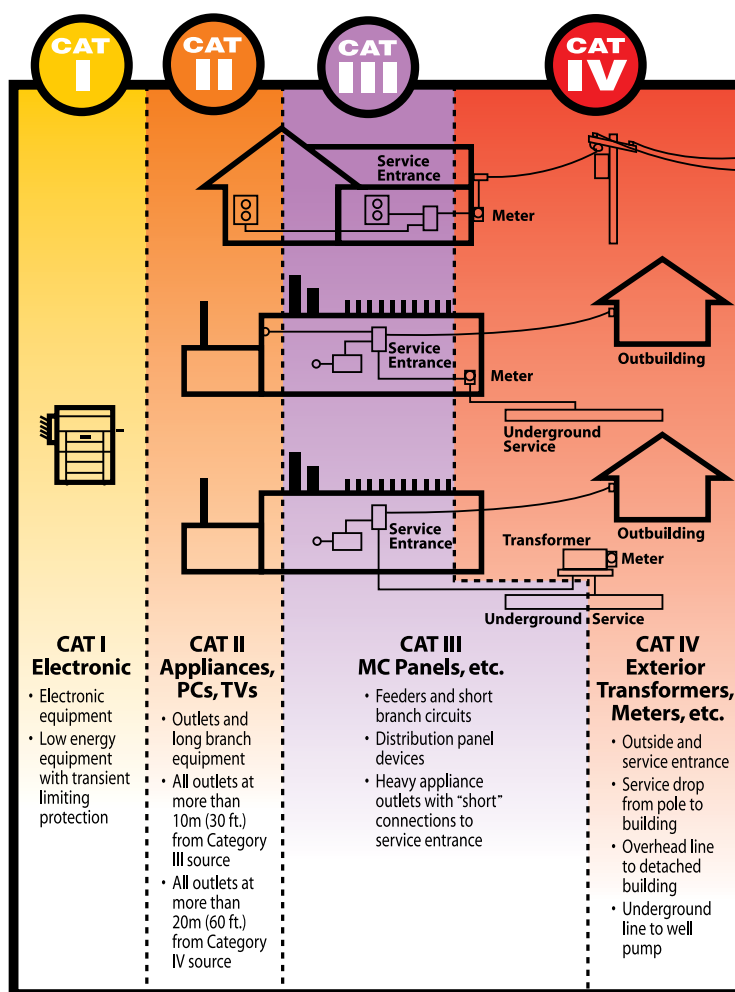 CAT
I
CAT
II
CAT
III
CAT
IV
Service
Entrance
Meter
Service
Entrance
Meter
Outbuilding
Underground
Service
Service
Entrance
Outbuilding
Transformer
Meter
Underground Service
CAT I
Electronic
• Electronic
equipment
• Low energy
equipment
with transient
limiting
protection
CAT II
Appliances,
PCs, TVs
• Outlets and
long branch
equipment
• All outlets at
more than
10m (30 ft.)
from Category
III source
• All outlets at
more than
20m (60 ft.)
from Category
IV source
CAT III
MC Panels, etc.
• Feeders and short
branch circuits
• Distribution panel
devices
• Heavy appliance
outlets with "short"
connections to
service entrance
CAT IV
Exterior
Transformers,
Meters, etc.
• Outside and
service entrance
• Service drop
from pole to
building
• Overhead line
to detached
building
• Underground
line to well
pump